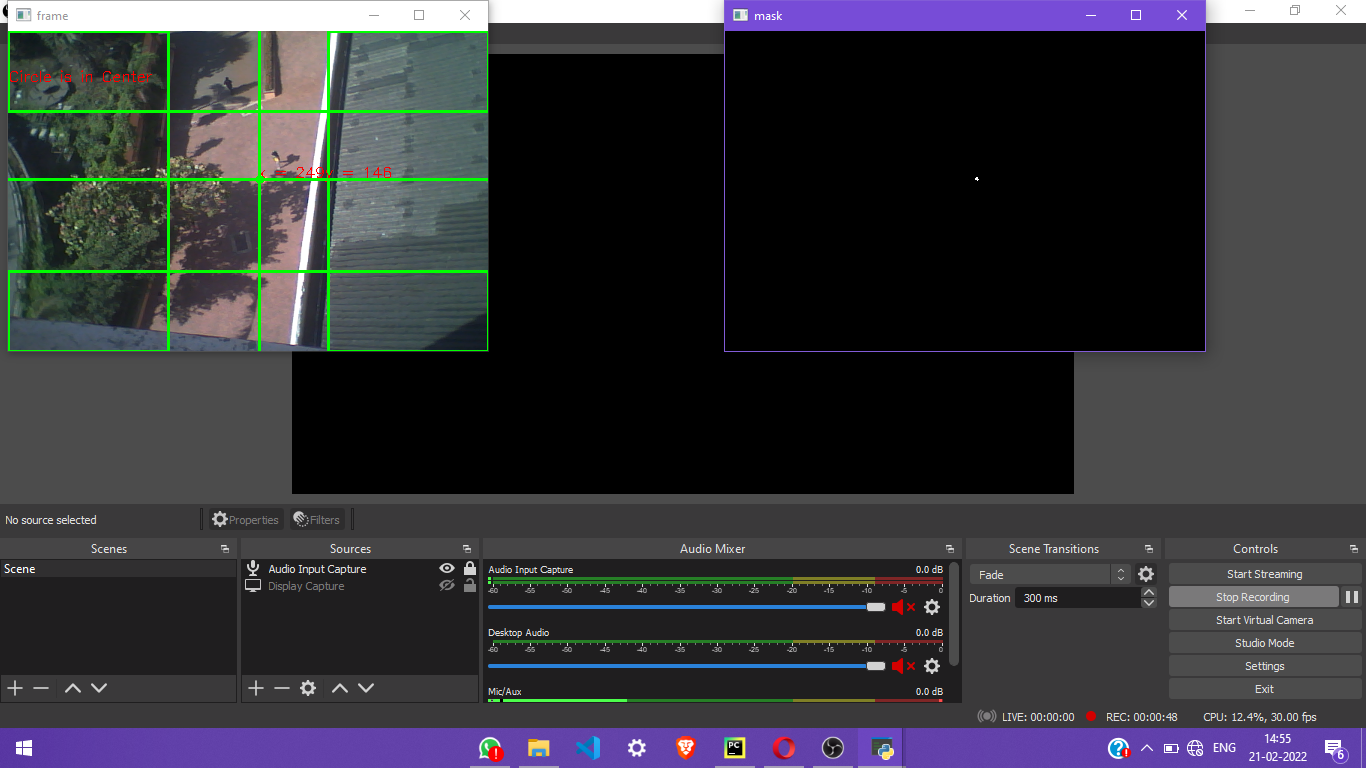 frame
mask
Circle is in Center
x = 249y = 148
No source selected
Properties
Filters
Scenes
Sources
Audio Mixer
Scene Transitions
Controls
Scene
Audio Input Capture
Display Capture
Audio Input Capture 0.0 dB
-60 -55 -50 -45 -40 -35 -30 -25 -20 -15 -10 -5 0
Desktop Audio 0.0 dB
-60 -55 -50 -45 -40 -35 -30 -25 -20 -15 -10 -5 0
Mic/Aux 0.0 dB
Fade
Duration 300 ms
Start Streaming
Stop Recording
Start Virtual Camera
Studio Mode
Settings
Exit
LIVE: 00:00:00 REC: 00:00:48 CPU: 12.4%, 30.00 fps
PC
ENG
14:55
21-02-2022
6